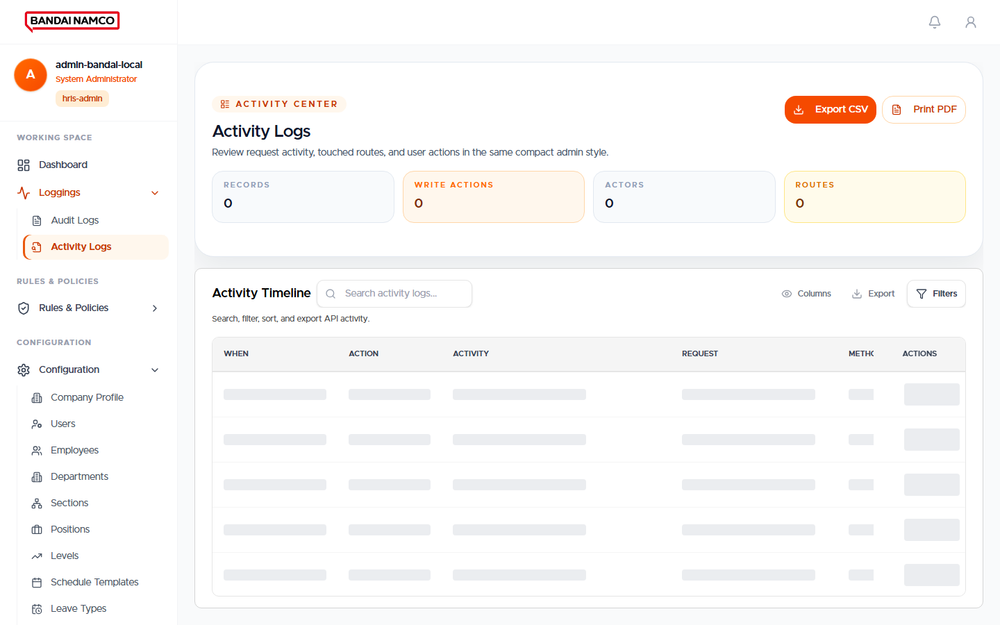 BANDAI NAMCO
A
admin-bandai-local
System Administrator
hris-admin
WORKING SPACE
Dashboard
Loggings
Audit Logs
Activity Logs
RULES & POLICIES
Rules & Policies
CONFIGURATION
Configuration
Company Profile
Users
Employees
Departments
Sections
Positions
Levels
Schedule Templates
Leave Types
ACTIVITY CENTER
Export CSV
Print PDF
Activity Logs
Review request activity, touched routes, and user actions in the same compact admin style.
RECORDS
0
WRITE ACTIONS
0
ACTORS
0
ROUTES
0
Activity Timeline
Search activity logs...
Columns
Export
Filters
Search, filter, sort, and export API activity.
WHEN ACTION ACTIVITY REQUEST METHO ACTIONS